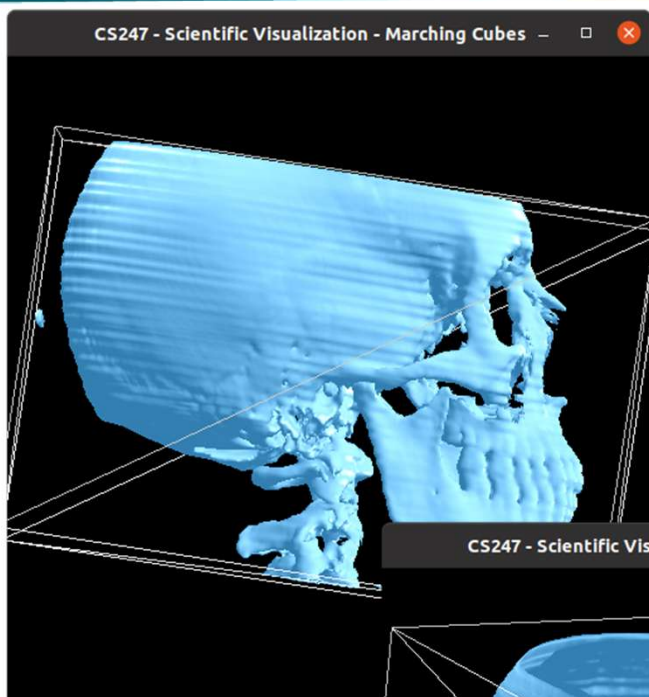 CS247 - Scientific Visualization - Marching Cubes
CS247 - Scientific Vis